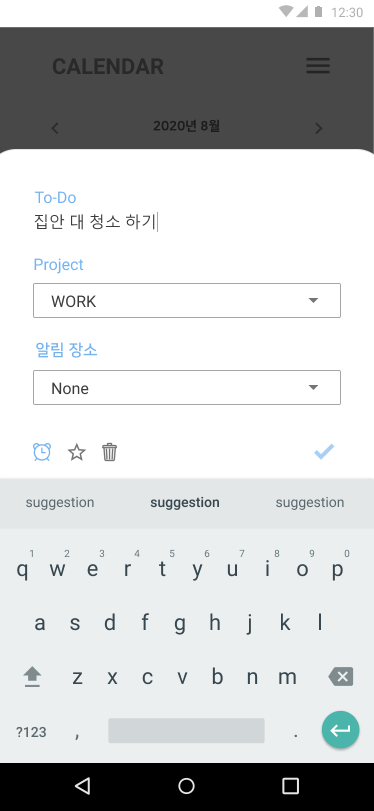 12:30
CALENDAR
2020년 8월
To-Do
집안 대 청소 하기
Project
WORK
알림 장소
None
suggestion suggestion suggestion
1 2 3 4 5 6 7 8 9 0
q w e r t y u i o p
a s d f g h j k l
z x c v b n m
?123 , .